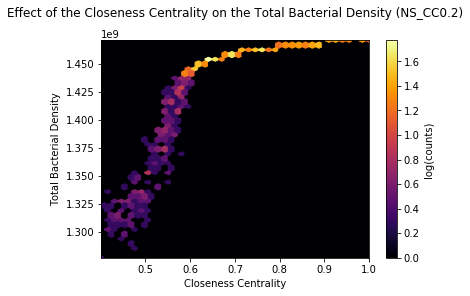 Effect of the Closeness Centrality on the Total Bacterial Density (NS_CC0.2)
1e9
1.450
1.425
1.400
1.375
1.350
1.325
1.300
Total Bacterial Density
0.5 0.6 0.7 0.8 0.9 1.0
Closeness Centrality
1.6
1.4
1.2
1.0
0.8
0.6
0.4
0.2
0.0
log(counts)